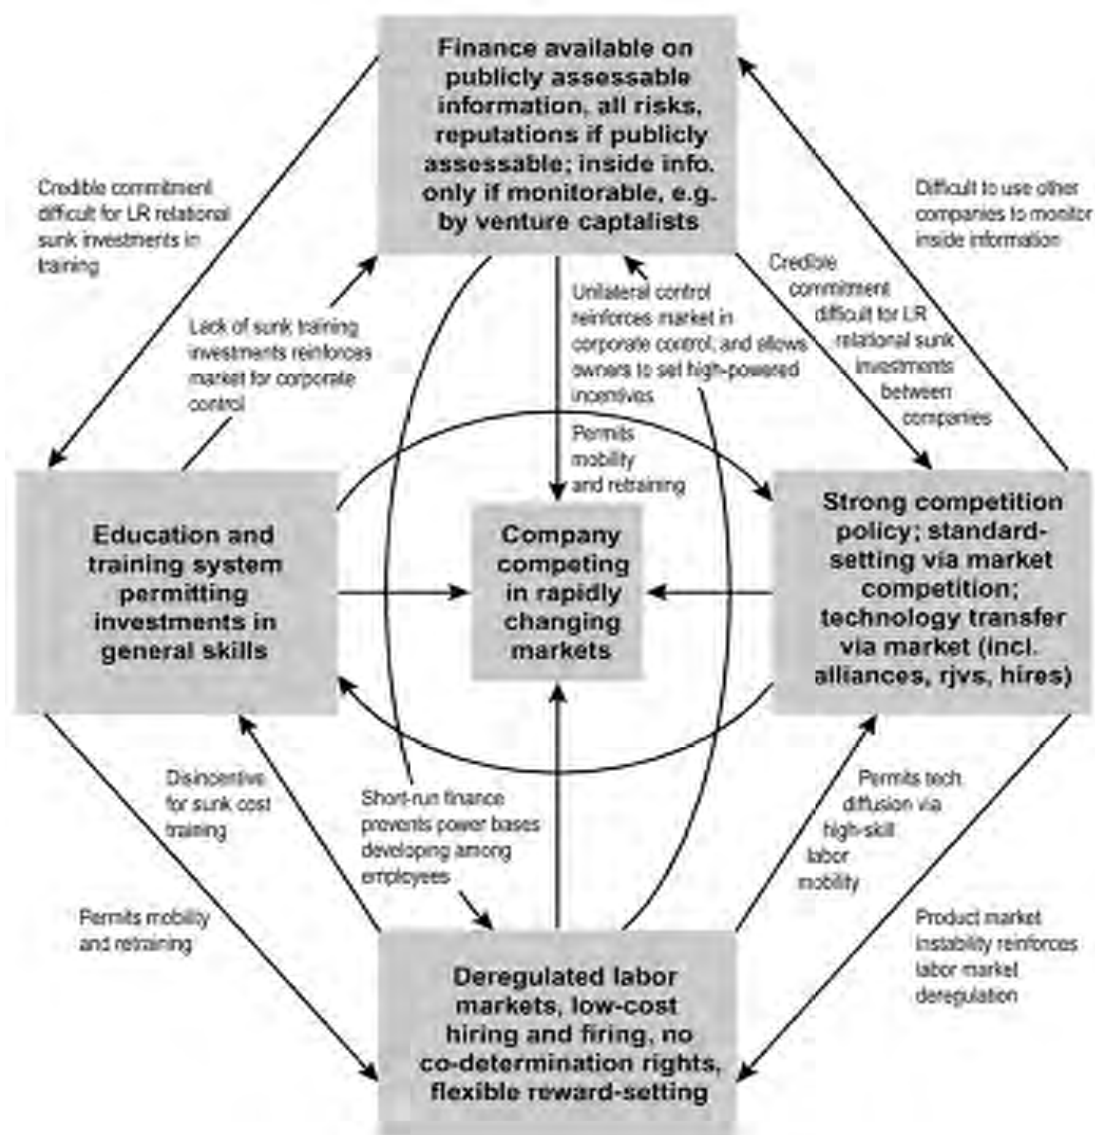 Finance available on
publicly assessable
information, all risks,
reputations if publicly
assessable; inside info.
only if monitorable, e.g.
by venture captalists
Credible commitment
difficult for LR relational
sunk investments in
training
Difficult to use other
companies to monitor
inside information
Lack of sunk training
investments reinforces
market for corporate
control
Unilateral control
reinforces market in
corporate control, and allows
owners to set high-powered
incentives
Credible
commitment
difficult for LR
relational sunk
investments
between
companies
Permits
mobility
and retraining
Education and
training system
permitting
investments in
general skills
Company
competing
in rapidly
changing
markets
Strong competition
policy; standard-
setting via market
competition;
technology transfer
via market (incl.
alliances, rjvs, hires)
Disincentive
for sunk cost
training
Short-run finance
prevents power bases
developing among
employees
Permits tech
diffusion via
high-skill
labor
mobility
Permits mobility
and retraining
Product market
instability reinforces
labor market
deregulation
Deregulated labor
markets, low-cost
hiring and firing, no
co-determination rights,
flexible reward-setting